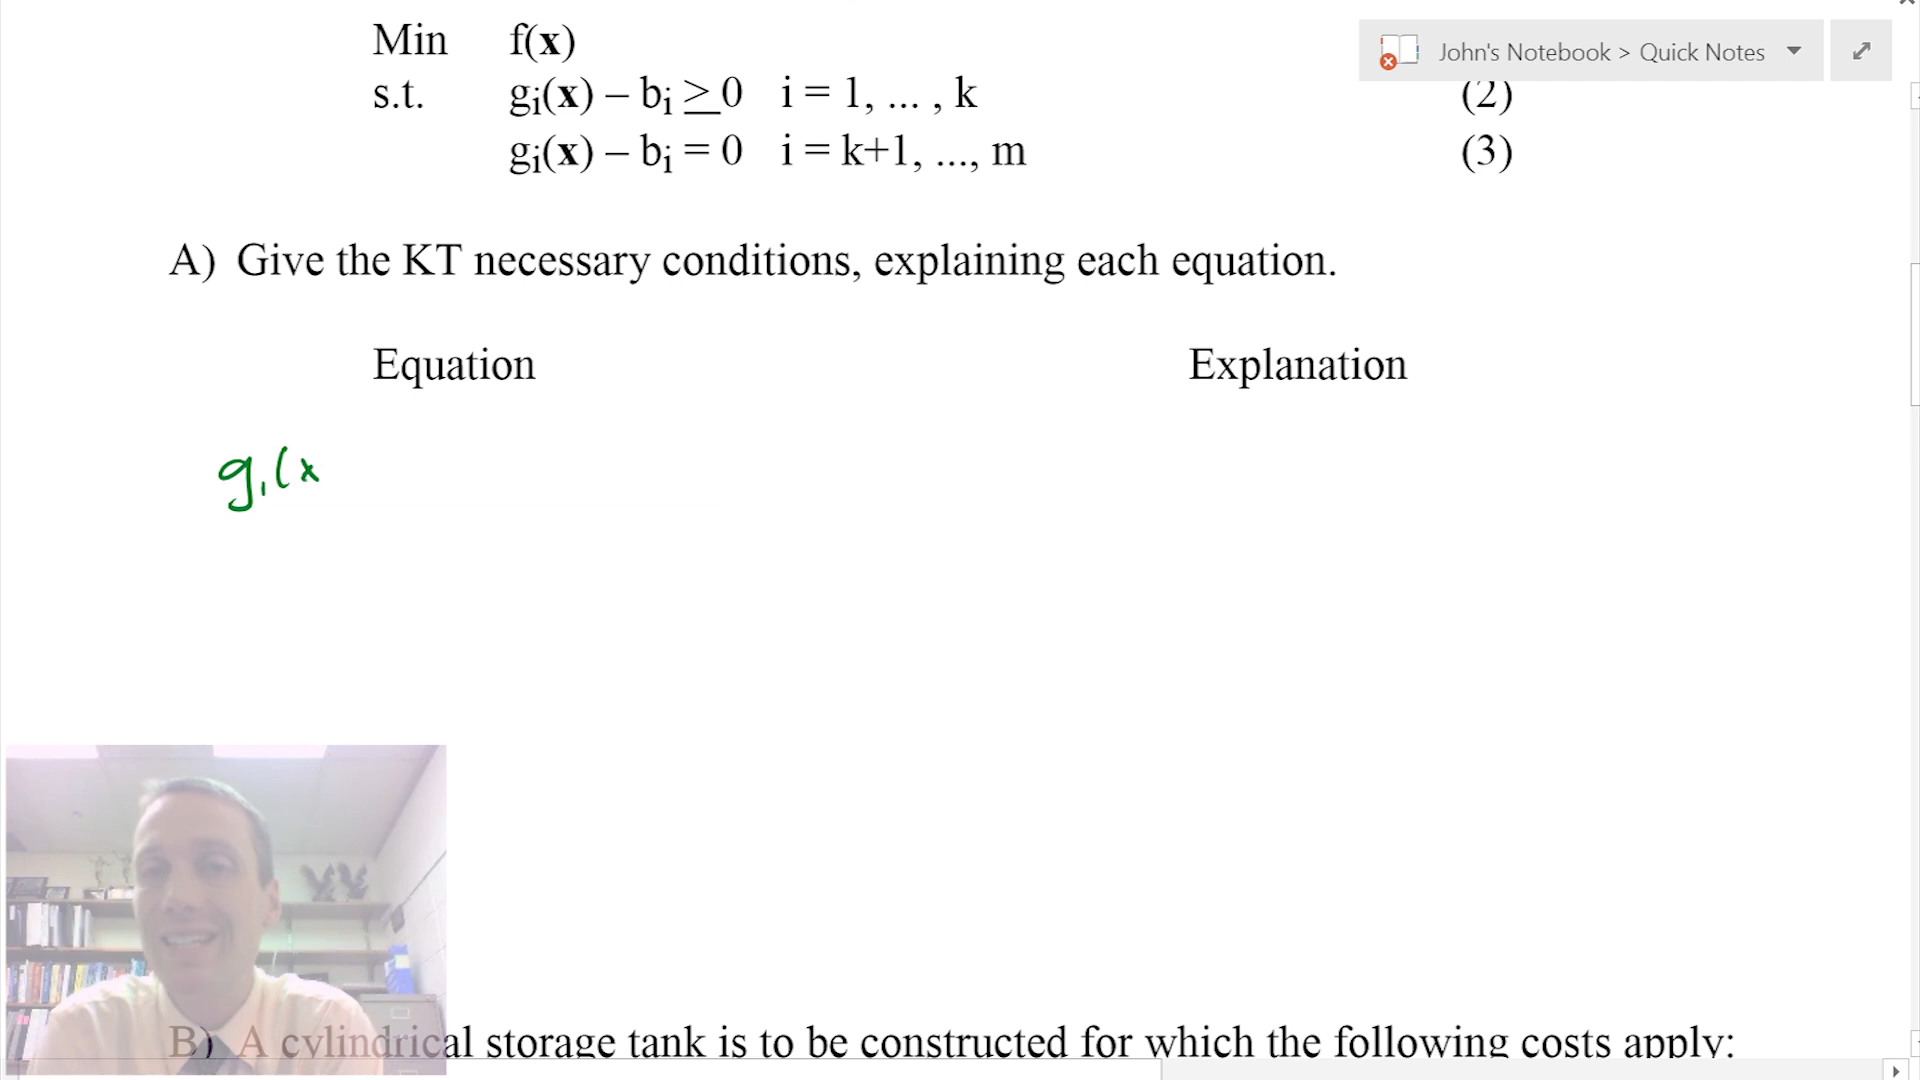 Min f(x)
John's Notebook > Quick Notes
s.t. gi(x) – bi ≥ 0 i = 1, ... , k (2)
gi(x) – bi = 0 i = k+1, ..., m (3)
A) Give the KT necessary conditions, explaining each equation.
Equation Explanation
gi(x
B) A cylindrical storage tank is to be constructed for which the following costs apply: